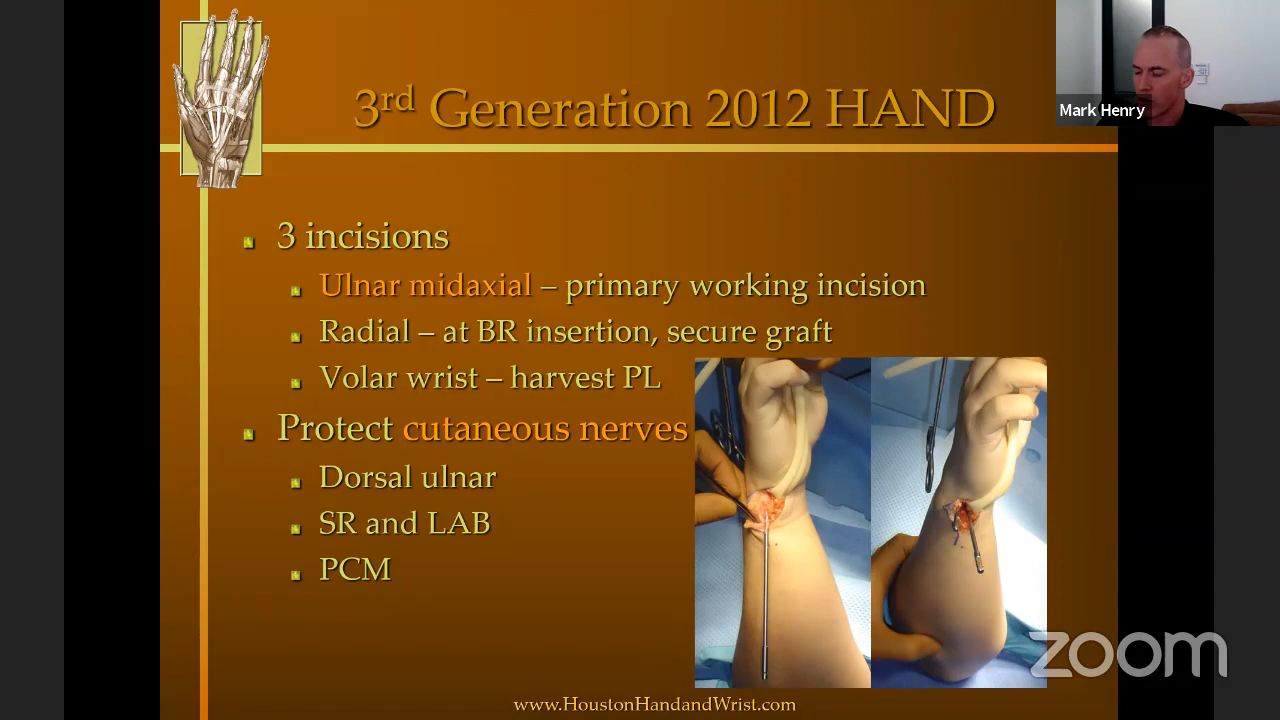 3rd Generation 2012 HAND
Mark Henry
3 incisions
Ulnar midaxial – primary working incision
Radial – at BR insertion, secure graft
Volar wrist – harvest PL
Protect cutaneous nerves
Dorsal ulnar
SR and LAB
PCM
zoom
www.HoustonHandandWrist.com